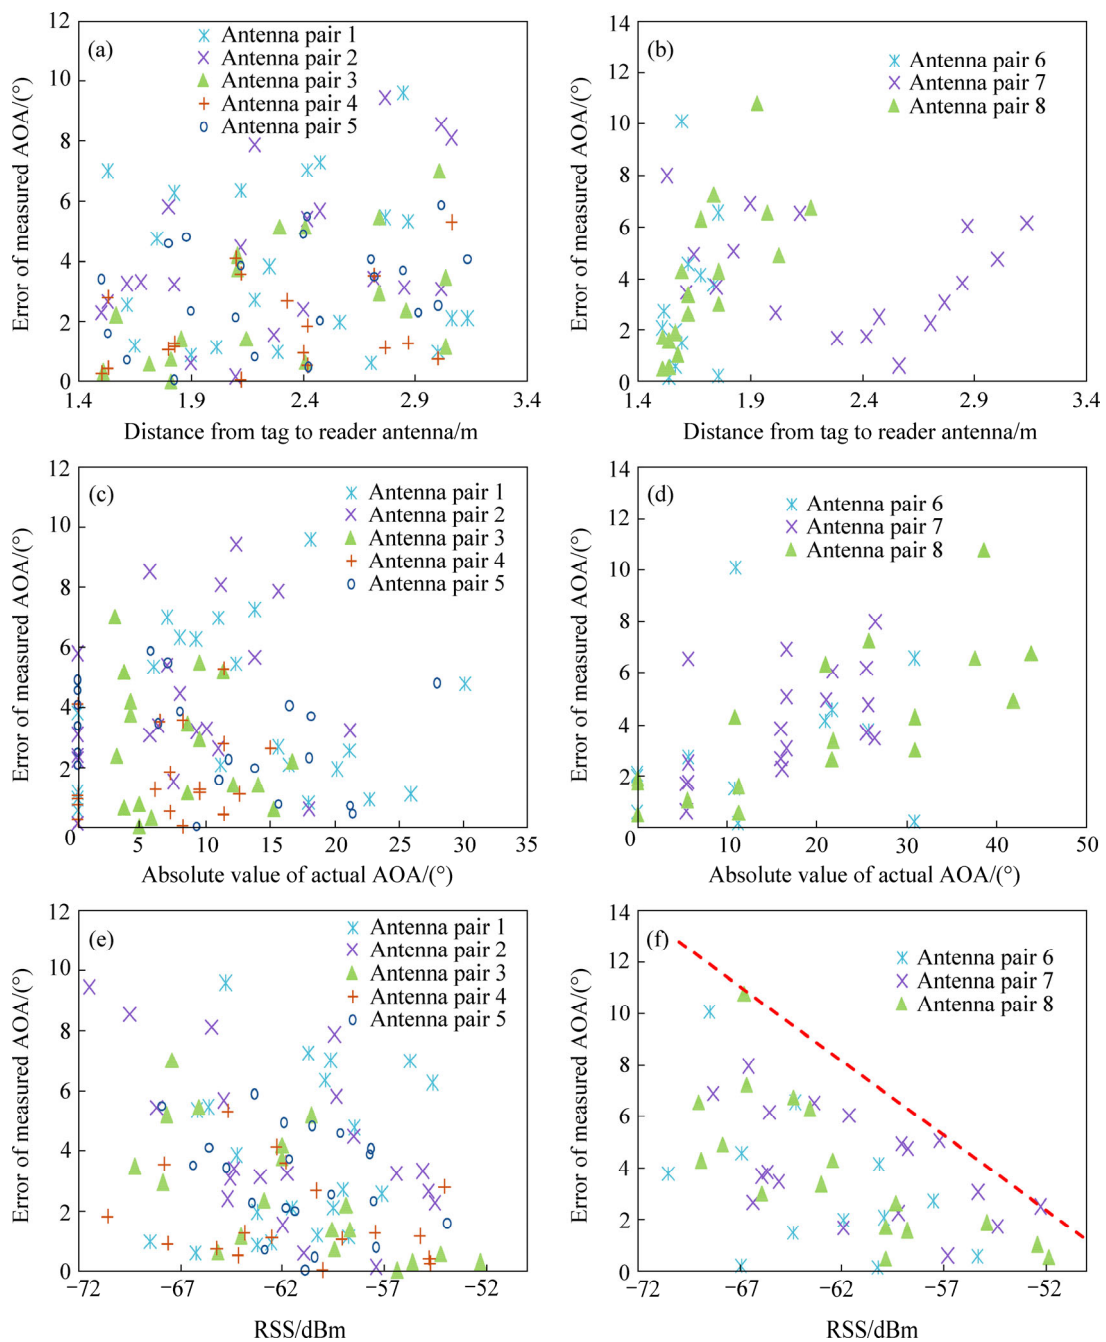 (a)
Antenna pair 1
Antenna pair 2
Antenna pair 3
Antenna pair 4
Antenna pair 5
Error of measured AOA/(°)
12
10
8
6
4
2
0
1.4
1.9
2.4
2.9
3.4
Distance from tag to reader antenna/m
(b)
Antenna pair 6
Antenna pair 7
Antenna pair 8
Error of measured AOA/(°)
14
12
10
8
6
4
2
0
1.4
1.9
2.4
2.9
3.4
Distance from tag to reader antenna/m
(c)
Antenna pair 1
Antenna pair 2
Antenna pair 3
Antenna pair 4
Antenna pair 5
Error of measured AOA/(°)
12
10
8
6
4
2
0
5
10
15
20
25
30
35
Absolute value of actual AOA/(°)
(d)
Antenna pair 6
Antenna pair 7
Antenna pair 8
Error of measured AOA/(°)
14
12
10
8
6
4
2
0
0
10
20
30
40
50
Absolute value of actual AOA/(°)
(e)
Antenna pair 1
Antenna pair 2
Antenna pair 3
Antenna pair 4
Antenna pair 5
Error of measured AOA/(°)
12
10
8
6
4
2
0
−72
−67
−62
−57
−52
RSS/dBm
(f)
Antenna pair 6
Antenna pair 7
Antenna pair 8
Error of measured AOA/(°)
14
12
10
8
6
4
2
0
−72
−67
−62
−57
−52
RSS/dBm